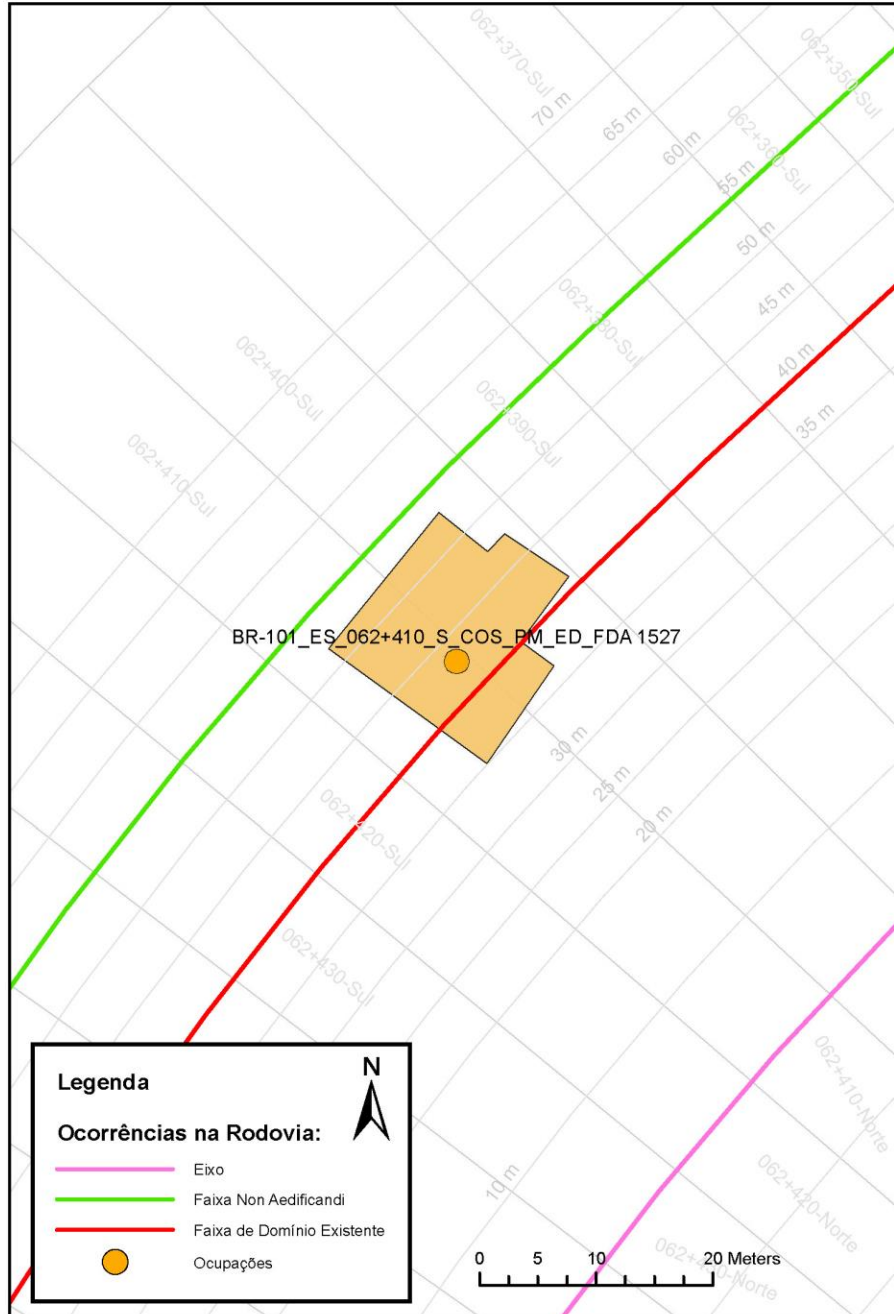 062+370-Sul
062+350-Sul
70 m
65 m
60 m
062+360-Sul
55 m
50 m
45 m
062+380-Sul
40 m
35 m
062+400-Sul
062+390-Sul
062+410-Sul
BR-101_ES_062+410_S_COS_PM_ED_FDA 1527
30 m
25 m
20 m
062+420-Sul
062+430-Sul
10 m
062+410-Norte
062+420-Norte
Legenda
N
Ocorrências na Rodovia:
Eixo
Faixa Non Aedificandi
Faixa de Domínio Existente
Ocupações
0 5 10 20 Meters